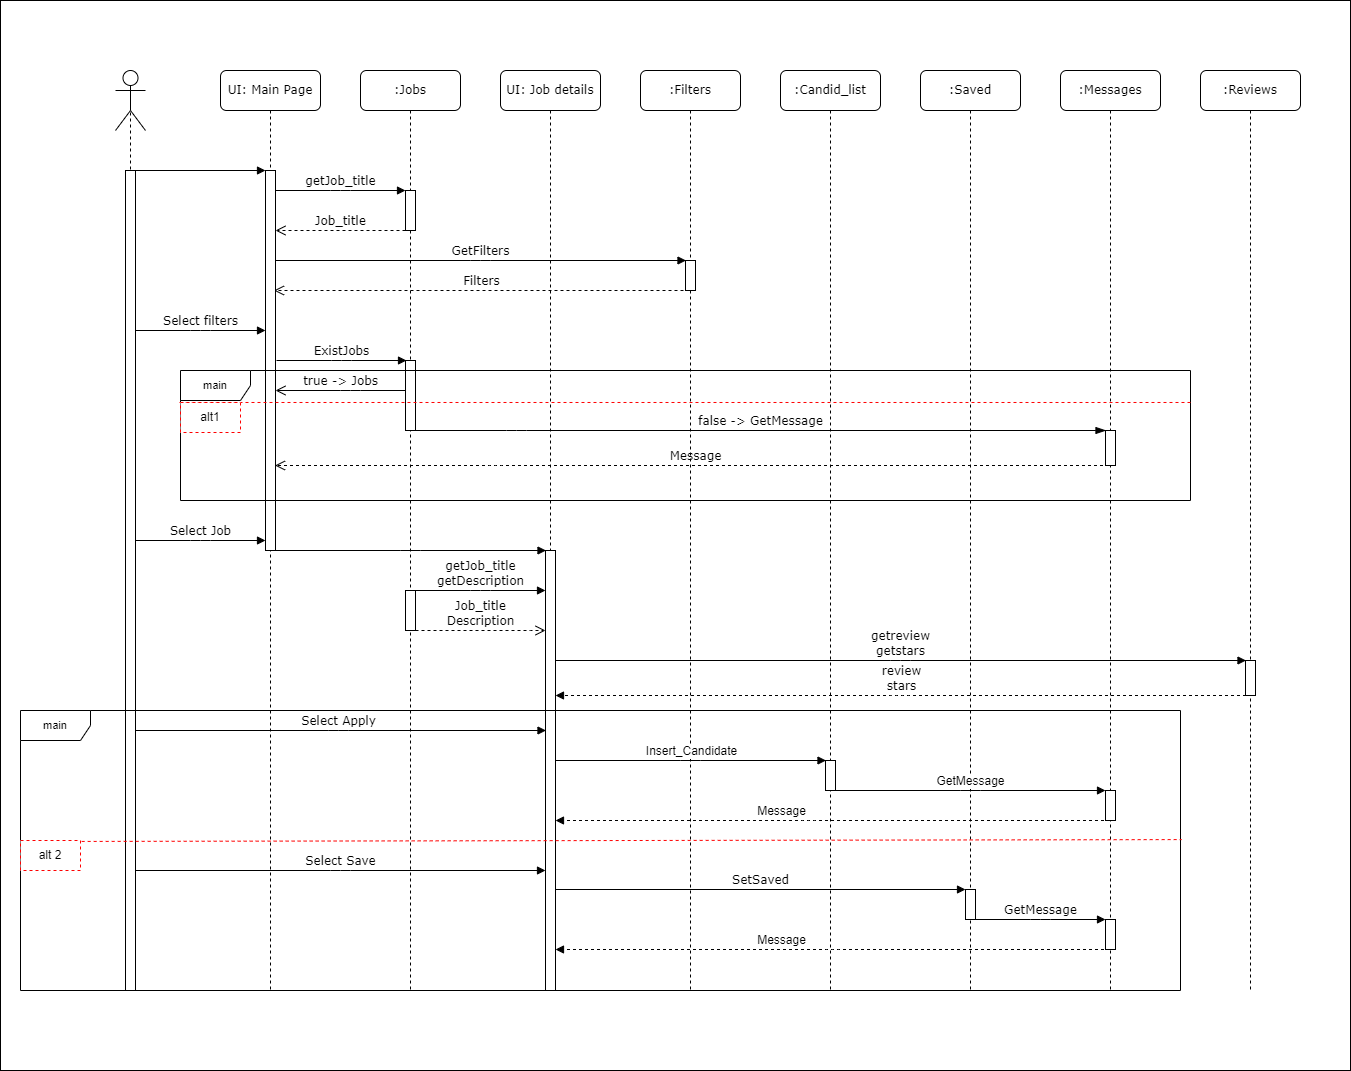 UI: Main Page
:Jobs
UI: Job details
:Filters
:Candid_list
:Saved
:Messages
:Reviews
getJob_title
Job_title
GetFilters
Filters
Select filters
ExistJobs
main
true -> Jobs
alt1
false -> GetMessage
Message
Select Job
getJob_title
getDescription
Job_title
Description
getreview
getstars
review
stars
main
Select Apply
Insert_Candidate
GetMessage
Message
alt 2
Select Save
SetSaved
GetMessage
Message